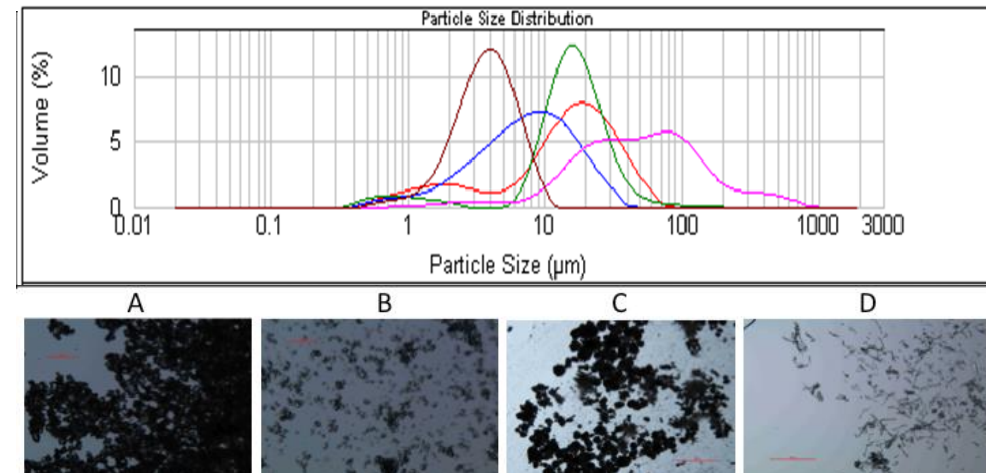 Particle Size Distribution
Volume (%)
10
5
0
0.01 0.1 1 10 100 1000 3000
Particle Size (µm)
A B C D